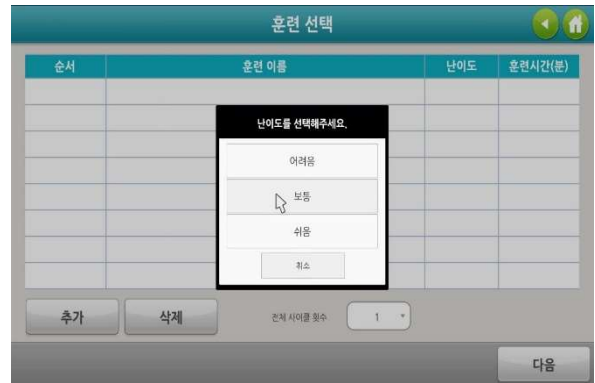 훈련 선택
순서 훈련 이름 난이도 훈련시간(분)
난이도를 선택해주세요.
어려움
보통
쉬움
취소
추가 삭제 전체 사이클 횟수 1
다음